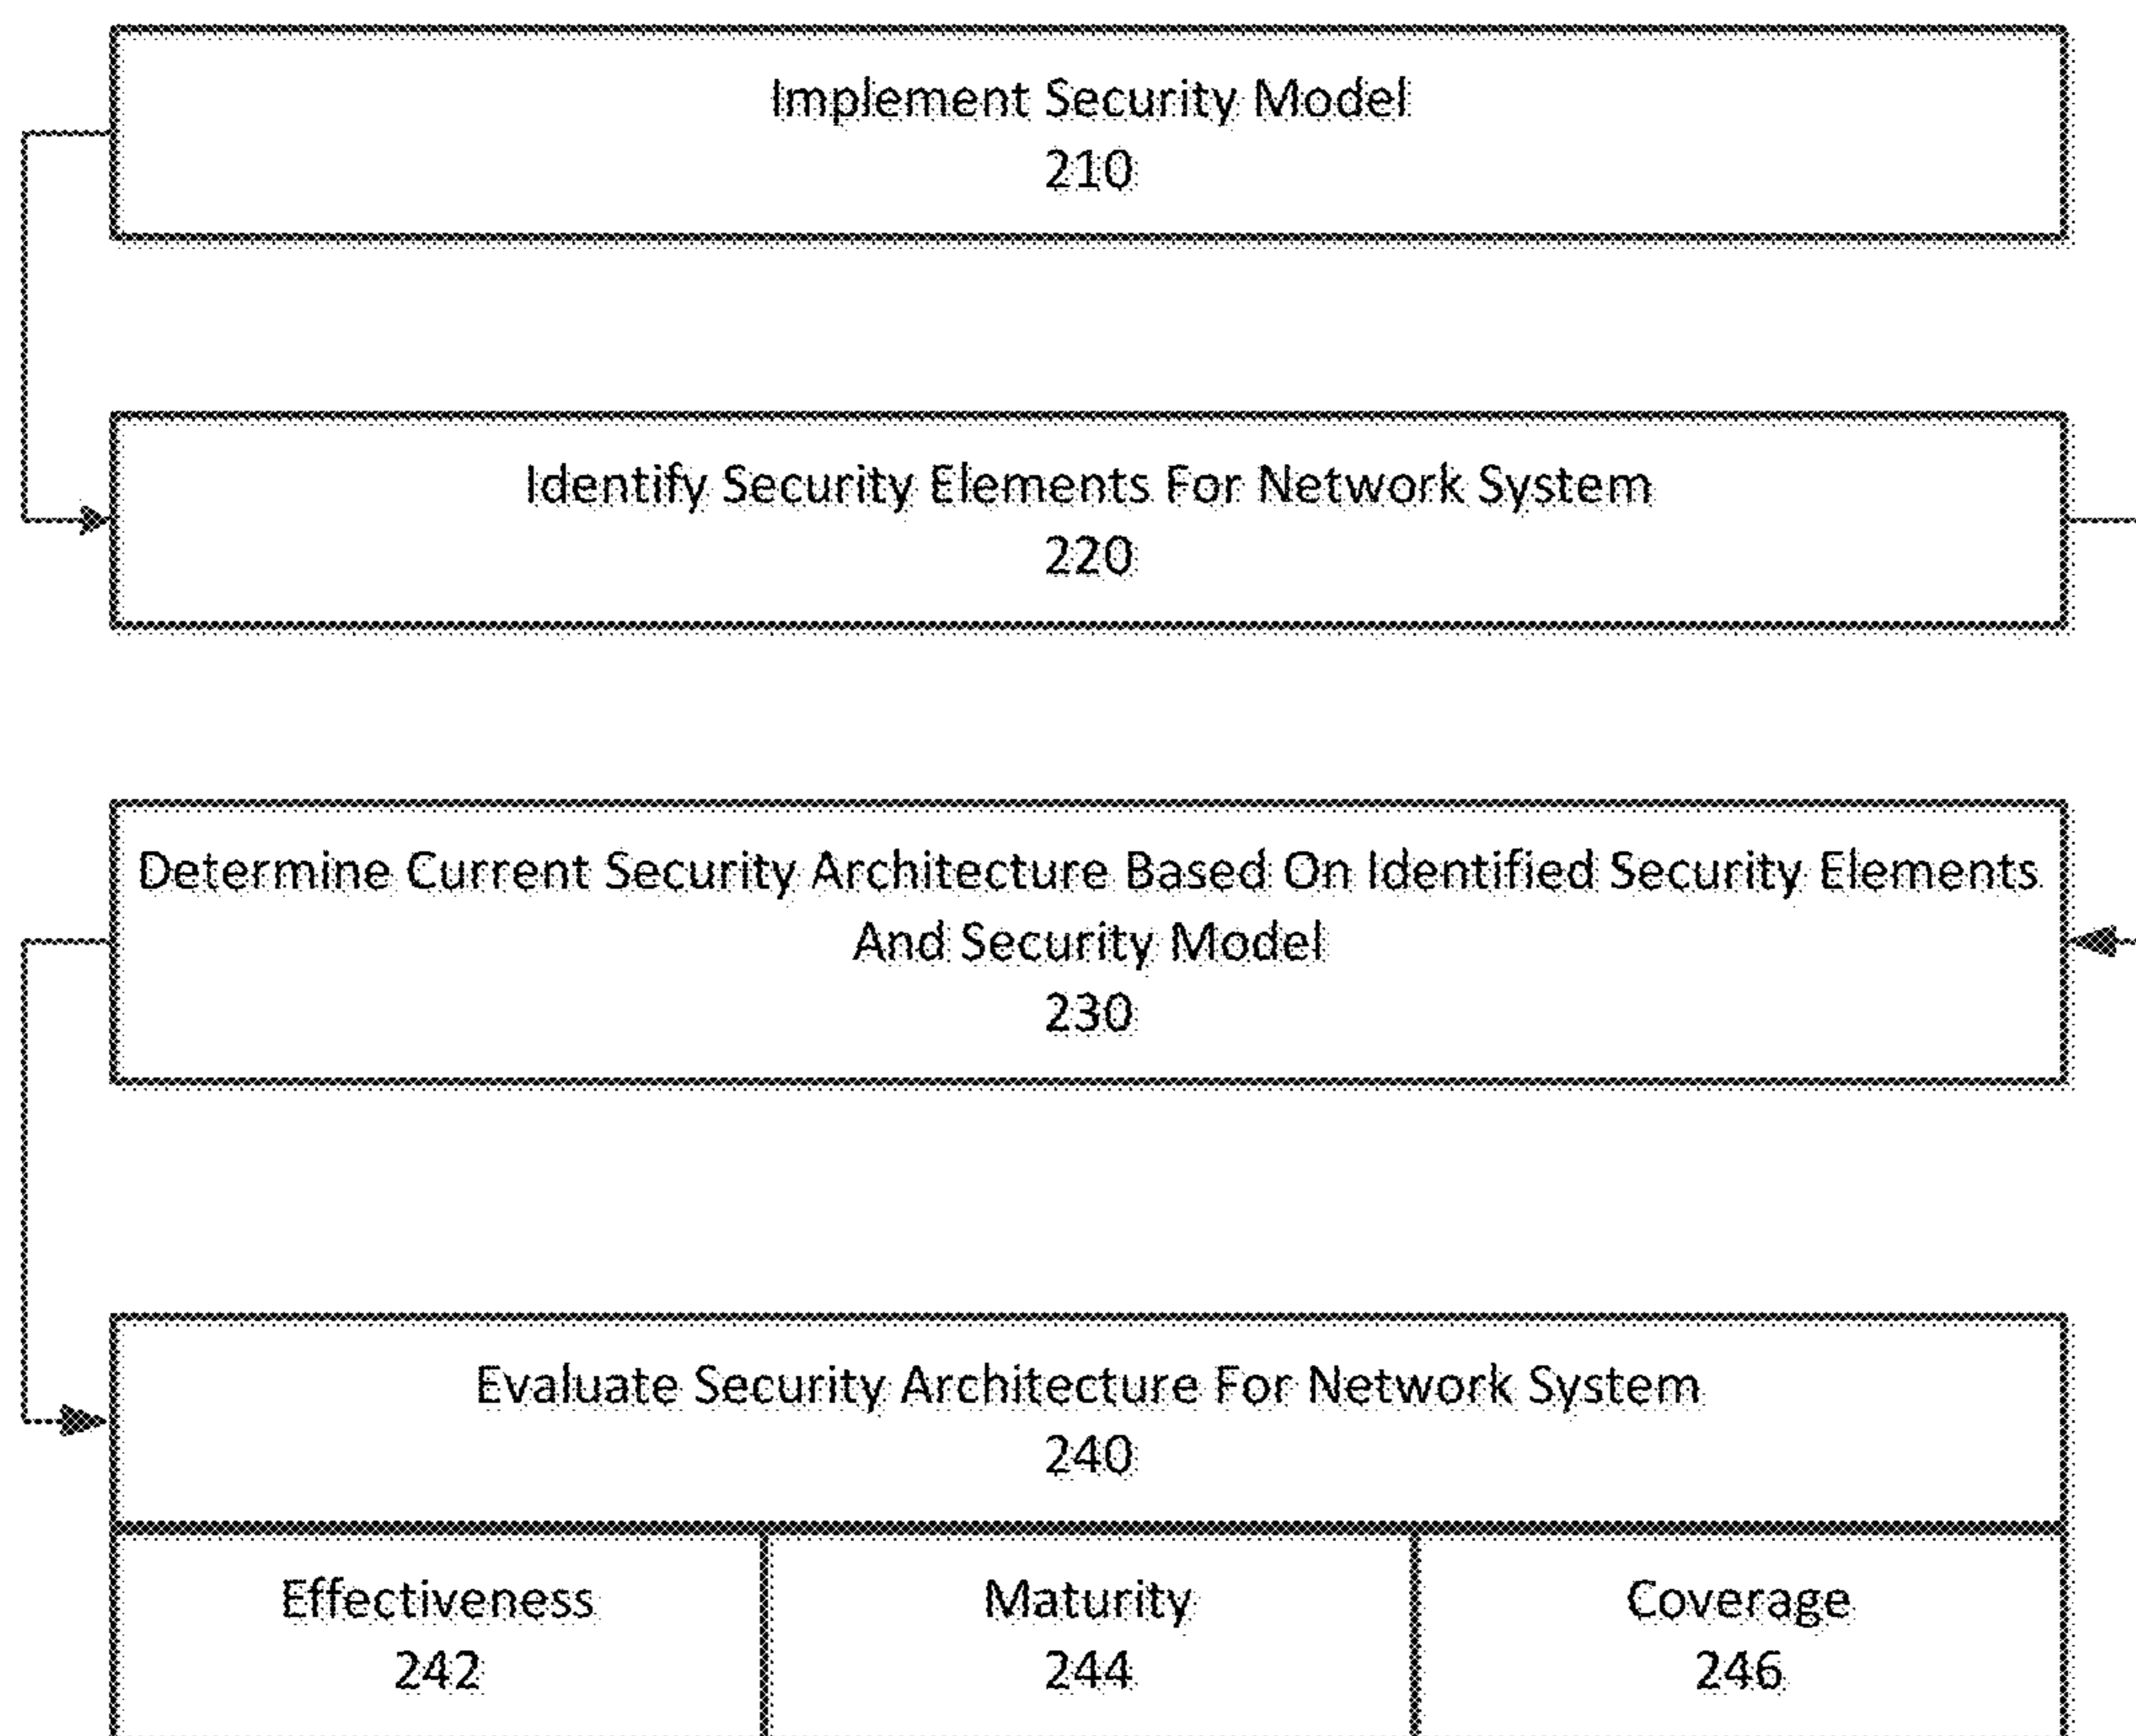 Implement Security Model
210
Identify Security Elements For Network System
220
Determine Current Security Architecture Based On Identified Security Elements
And Security Model
230
Evaluate Security Architecture For Network System
240
Effectiveness
242
Maturity
244
Coverage
246